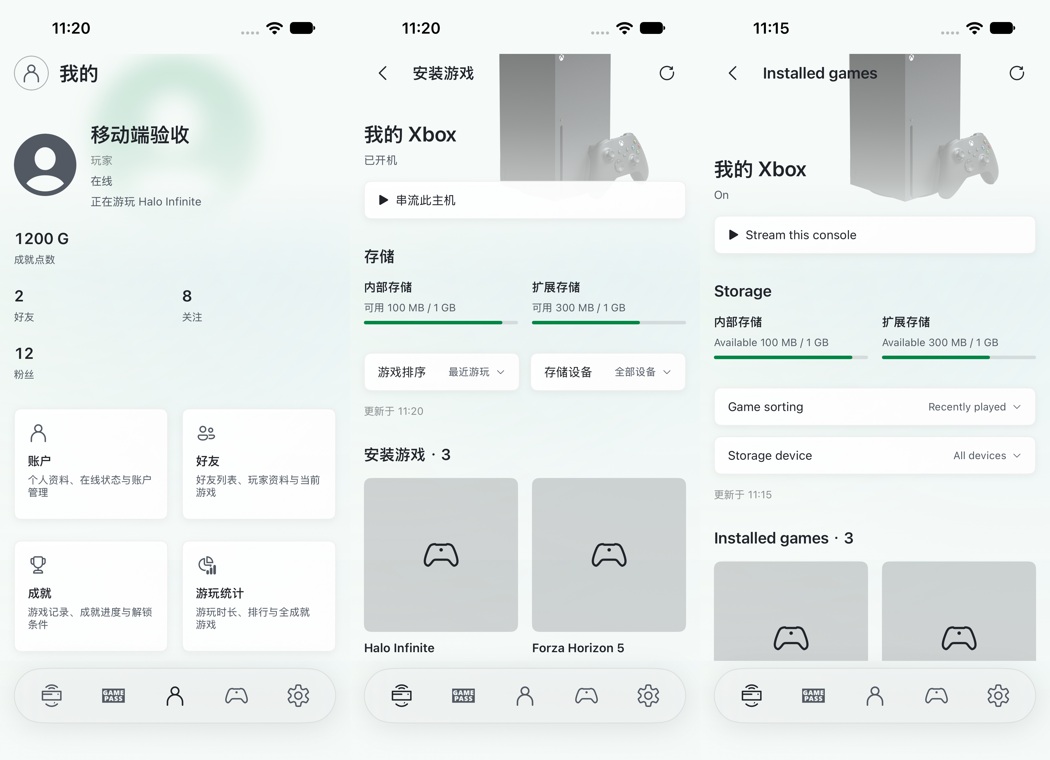 11:20
我的
移动端验收
玩家
在线
正在游玩 Halo Infinite
1200 G
成就点数
2
好友
8
关注
12
粉丝
账户
个人资料、在线状态与账户
管理
好友
好友列表、玩家资料与当前
游戏
成就
游戏记录、成就进度与解锁
条件
游玩统计
游玩时长、排行与全成就
游戏
GAME
PASS
11:20
安装游戏
我的 Xbox
已开机
串流此主机
存储
内部存储
可用 100 MB / 1 GB
扩展存储
可用 300 MB / 1 GB
游戏排序 最近游玩
存储设备 全部设备
更新于 11:20
安装游戏 · 3
Halo Infinite
Forza Horizon 5
GAME
PASS
11:15
Installed games
我的 Xbox
On
Stream this console
Storage
内部存储
Available 100 MB / 1 GB
扩展存储
Available 300 MB / 1 GB
Game sorting Recently played
Storage device All devices
更新于 11:15
Installed games · 3
GAME
PASS